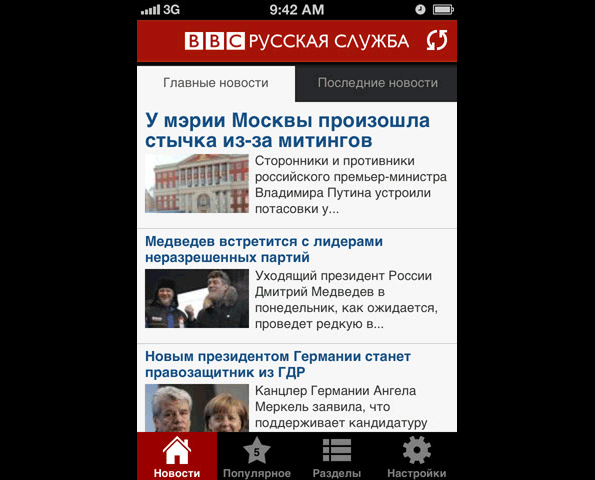 3G 9:42 AM
BBC РУССКАЯ СЛУЖБА
Главные новости Последние новости
У мэрии Москвы произошла
стычка из-за митингов
Сторонники и противники
российского премьер-министра
Владимира Путина устроили
потасовки у...
Медведев встретится с лидерами
неразрешенных партий
Уходящий президент России
Дмитрий Медведев в
понедельник, как ожидается,
проведет редкую в...
Новым президентом Германии станет
правозащитник из ГДР
Канцлер Германии Ангела
Меркель заявила, что
поддерживает кандидатуру
5
Новости Популярное Разделы Настройки